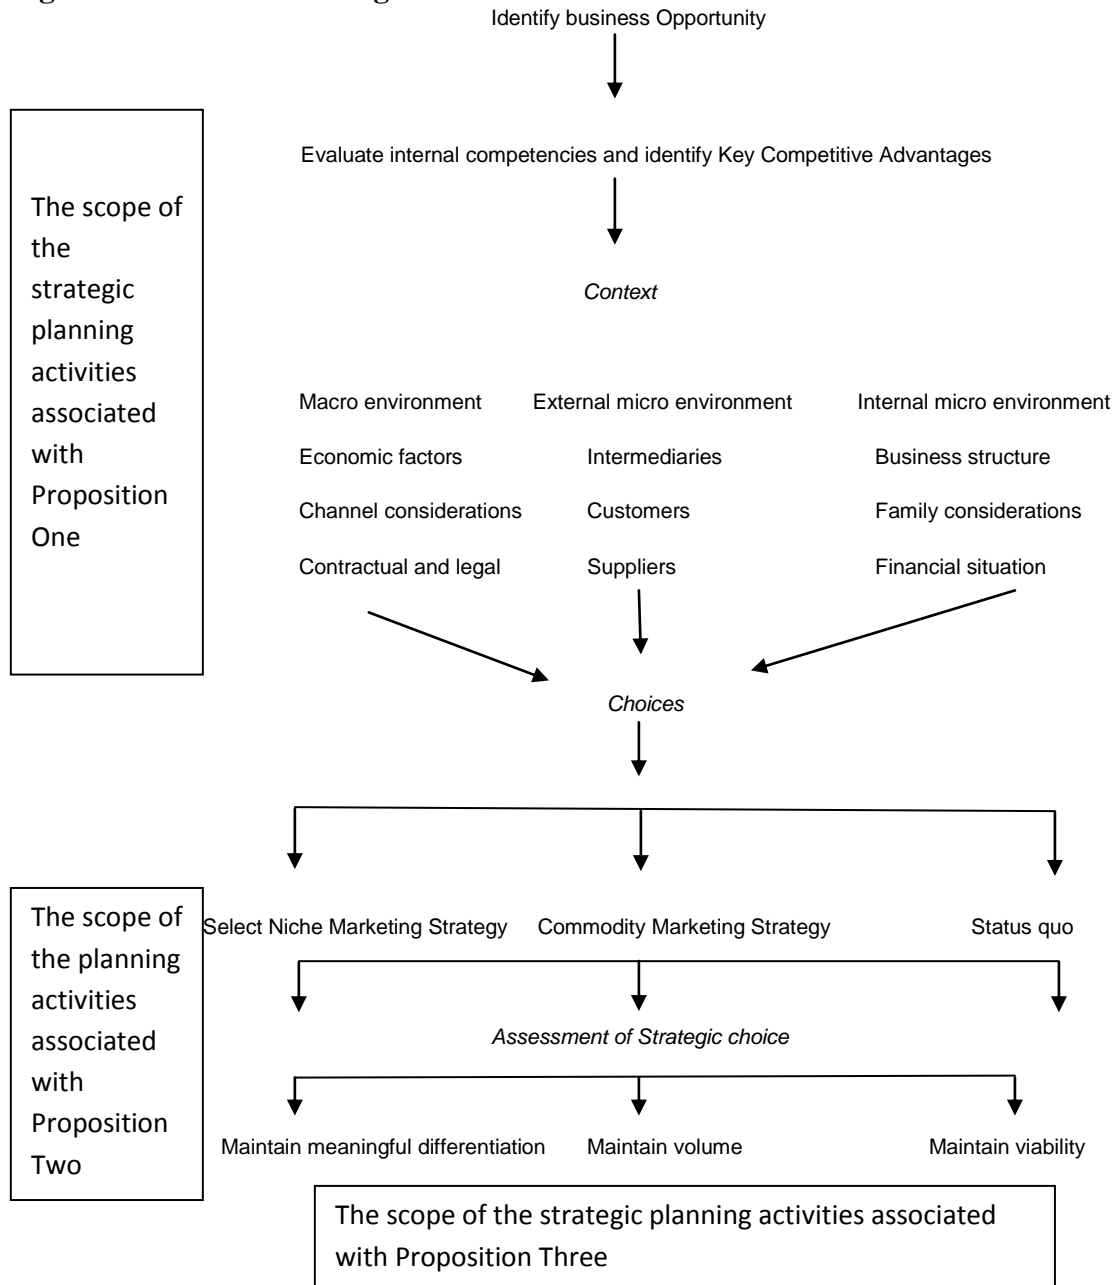 Identify business Opportunity
Evaluate internal competencies and identify Key Competitive Advantages
The scope of
the
strategic
planning
activities
associated
with
Proposition
One
Context
Macro environment External micro environment Internal micro environment
Economic factors Intermediaries Business structure
Channel considerations Customers Family considerations
Contractual and legal Suppliers Financial situation
Choices
The scope of
the planning
activities
associated
with
Proposition
Two
Select Niche Marketing Strategy Commodity Marketing Strategy Status quo
Assessment of Strategic choice
Maintain meaningful differentiation Maintain volume Maintain viability
The scope of the strategic planning activities associated
with Proposition Three